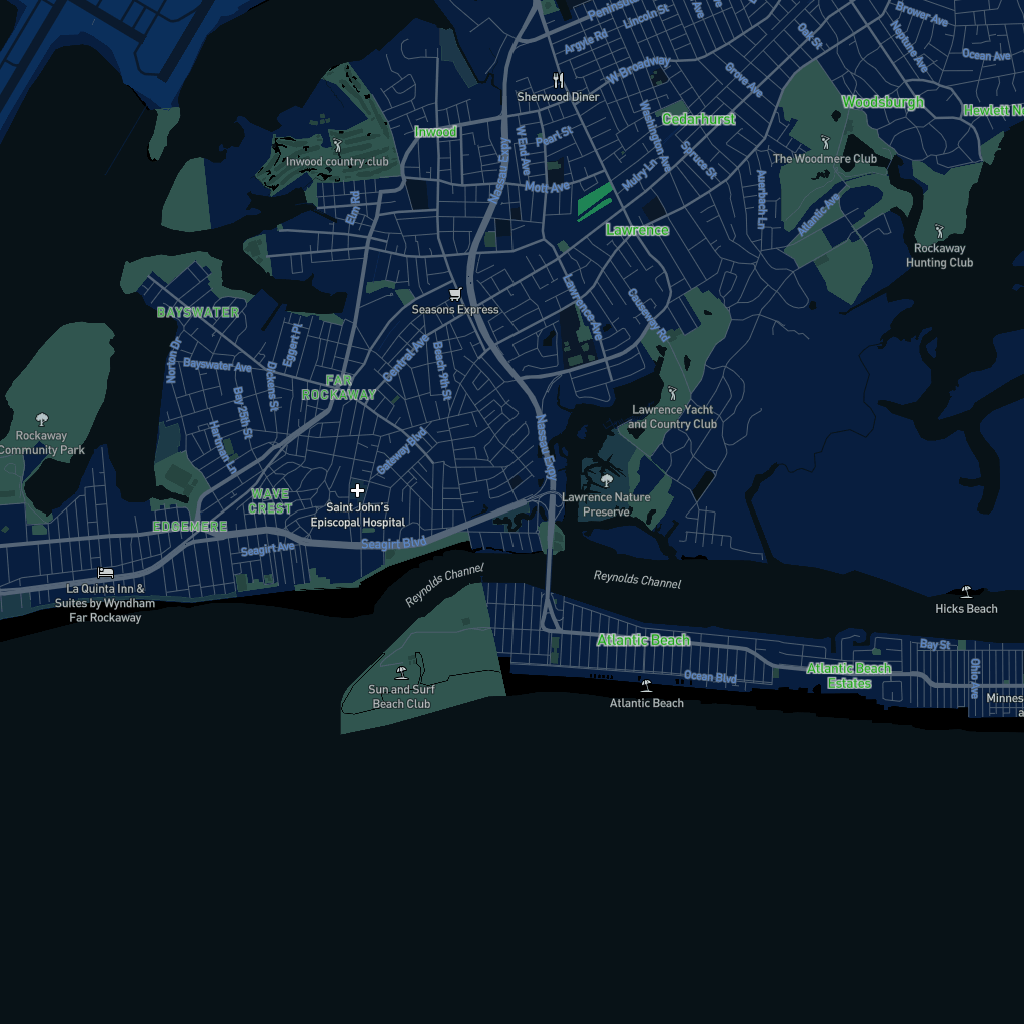 Peninsula
Lincoln St
Ave
Ave
Brower Ave
Argyle Rd
Oak St
Neptune Ave
Ocean Ave
W Broadway
Grove Ave
Sherwood Diner
Woodsburgh
Hewlett Ne
Cedarhurst
Inwood
Washington Ave
Pearl St
W End Ave
Nassau Expy
Spruce St
Inwood country club
The Woodmere Club
Mulry Ln
Mott Ave
Auerbach Ln
Elm Rd
Atlantic Ave
Lawrence
Rockaway
Hunting Club
Seasons Express
Lawrence Ave
Causeway Rd
BAYSWATER
Eggert Pl
Norton Dr
Bayswater Ave
Central Ave
Beach 9th St
Dickens St
FAR
ROCKAWAY
Bay 28th St
Lawrence Yacht
and Country Club
Rockaway
Community Park
Hartman Ln
Gateway Blvd
Nassau Expy
WAVE
CREST
Saint John's
Episcopal Hospital
Lawrence Nature
Preserve
EDGEMERE
Seagirt Ave
Seagirt Blvd
La Quinta Inn &
Suites by Wyndham
Far Rockaway
Reynolds Channel
Reynolds Channel
Hicks Beach
Atlantic Beach
Bay St
Atlantic Beach
Estates
Ohio Ave
Ocean Blvd
Sun and Surf
Beach Club
Atlantic Beach
Minnes
a